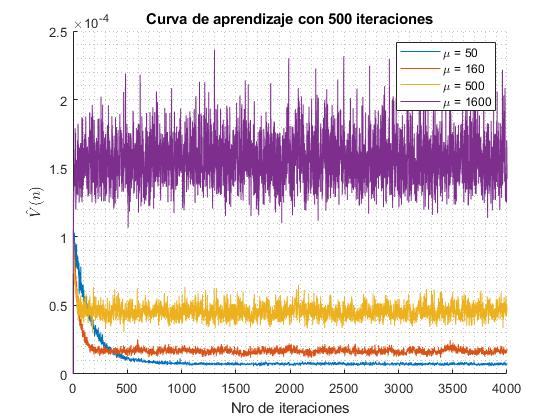 Curva de aprendizaje con 500 iteraciones
×10⁻⁴
2.5
2
1.5
1
0.5
0
V̂(n)
μ = 50
μ = 160
μ = 500
μ = 1600
0 500 1000 1500 2000 2500 3000 3500 4000
Nro de iteraciones